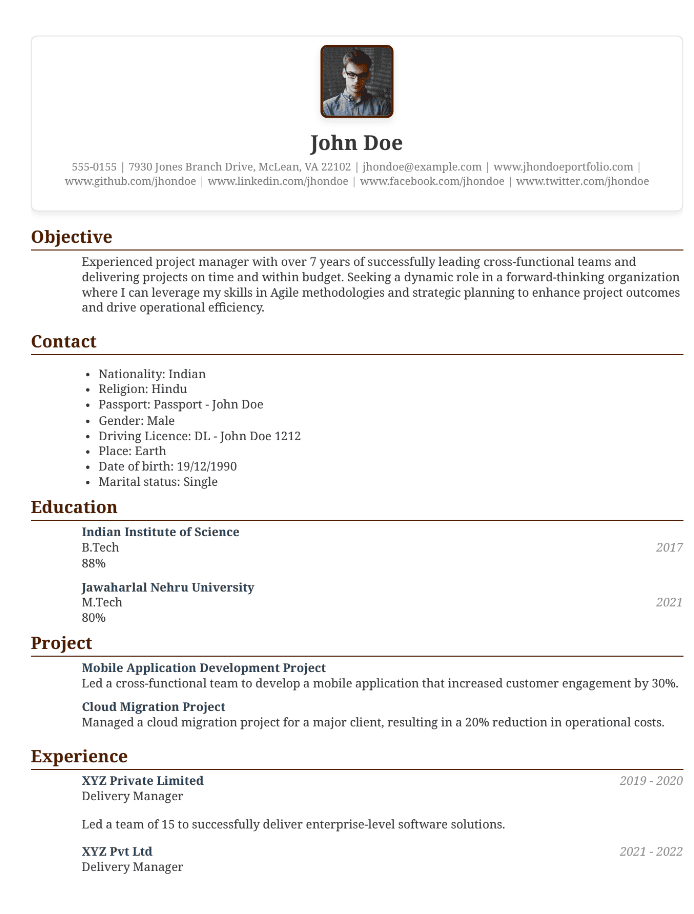 John Doe
555-0155 | 7930 Jones Branch Drive, McLean, VA 22102 | jhondoe@example.com | www.jhondoeportfolio.com |
www.github.com/jhondoe | www.linkedin.com/jhondoe | www.facebook.com/jhondoe | www.twitter.com/jhondoe
Objective
Experienced project manager with over 7 years of successfully leading cross-functional teams and
delivering projects on time and within budget. Seeking a dynamic role in a forward-thinking organization
where I can leverage my skills in Agile methodologies and strategic planning to enhance project outcomes
and drive operational efficiency.
Contact
• Nationality: Indian
• Religion: Hindu
• Passport: Passport - John Doe
• Gender: Male
• Driving Licence: DL - John Doe 1212
• Place: Earth
• Date of birth: 19/12/1990
• Marital status: Single
Education
Indian Institute of Science
B.Tech 2017
88%
Jawaharlal Nehru University
M.Tech 2021
80%
Project
Mobile Application Development Project
Led a cross-functional team to develop a mobile application that increased customer engagement by 30%.
Cloud Migration Project
Managed a cloud migration project for a major client, resulting in a 20% reduction in operational costs.
Experience
XYZ Private Limited 2019 - 2020
Delivery Manager
Led a team of 15 to successfully deliver enterprise-level software solutions.
XYZ Pvt Ltd 2021 - 2022
Delivery Manager